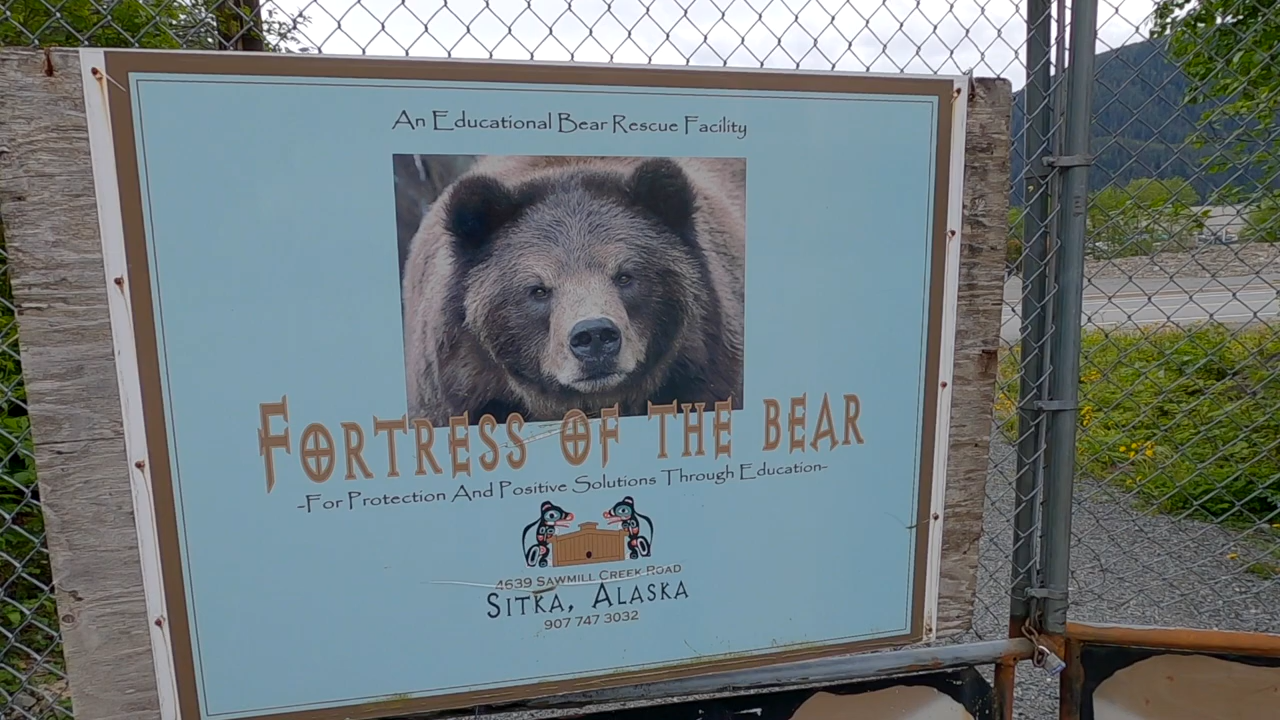 An Educational Bear Rescue Facility
FORTRESS OF THE BEAR
-For Protection And Positive Solutions Through Education-
4639 SAWMILL CREEK ROAD
SITKA, ALASKA
907 747 3032